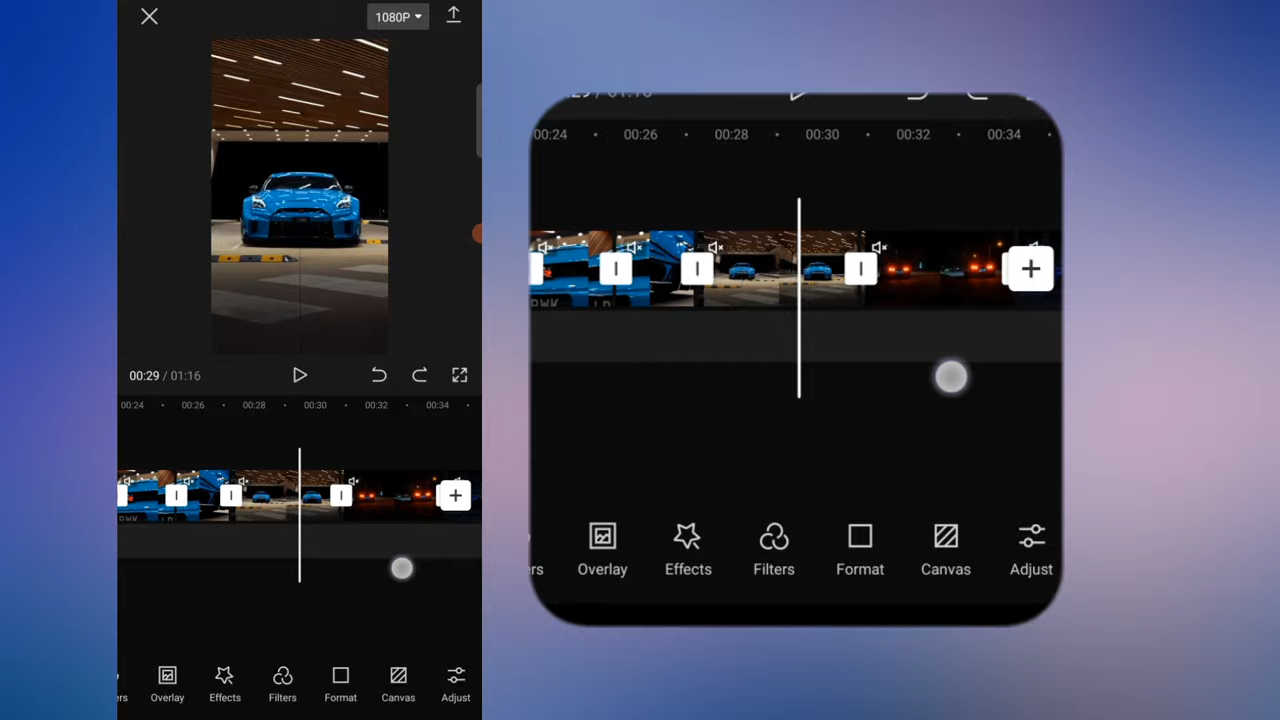 1080P
00:29 / 01:16
00:24 00:26 00:28 00:30 00:32 00:34
ers Overlay Effects Filters Format Canvas Adjust
00:24 00:26 00:28 00:30 00:32 00:34
ers Overlay Effects Filters Format Canvas Adjust